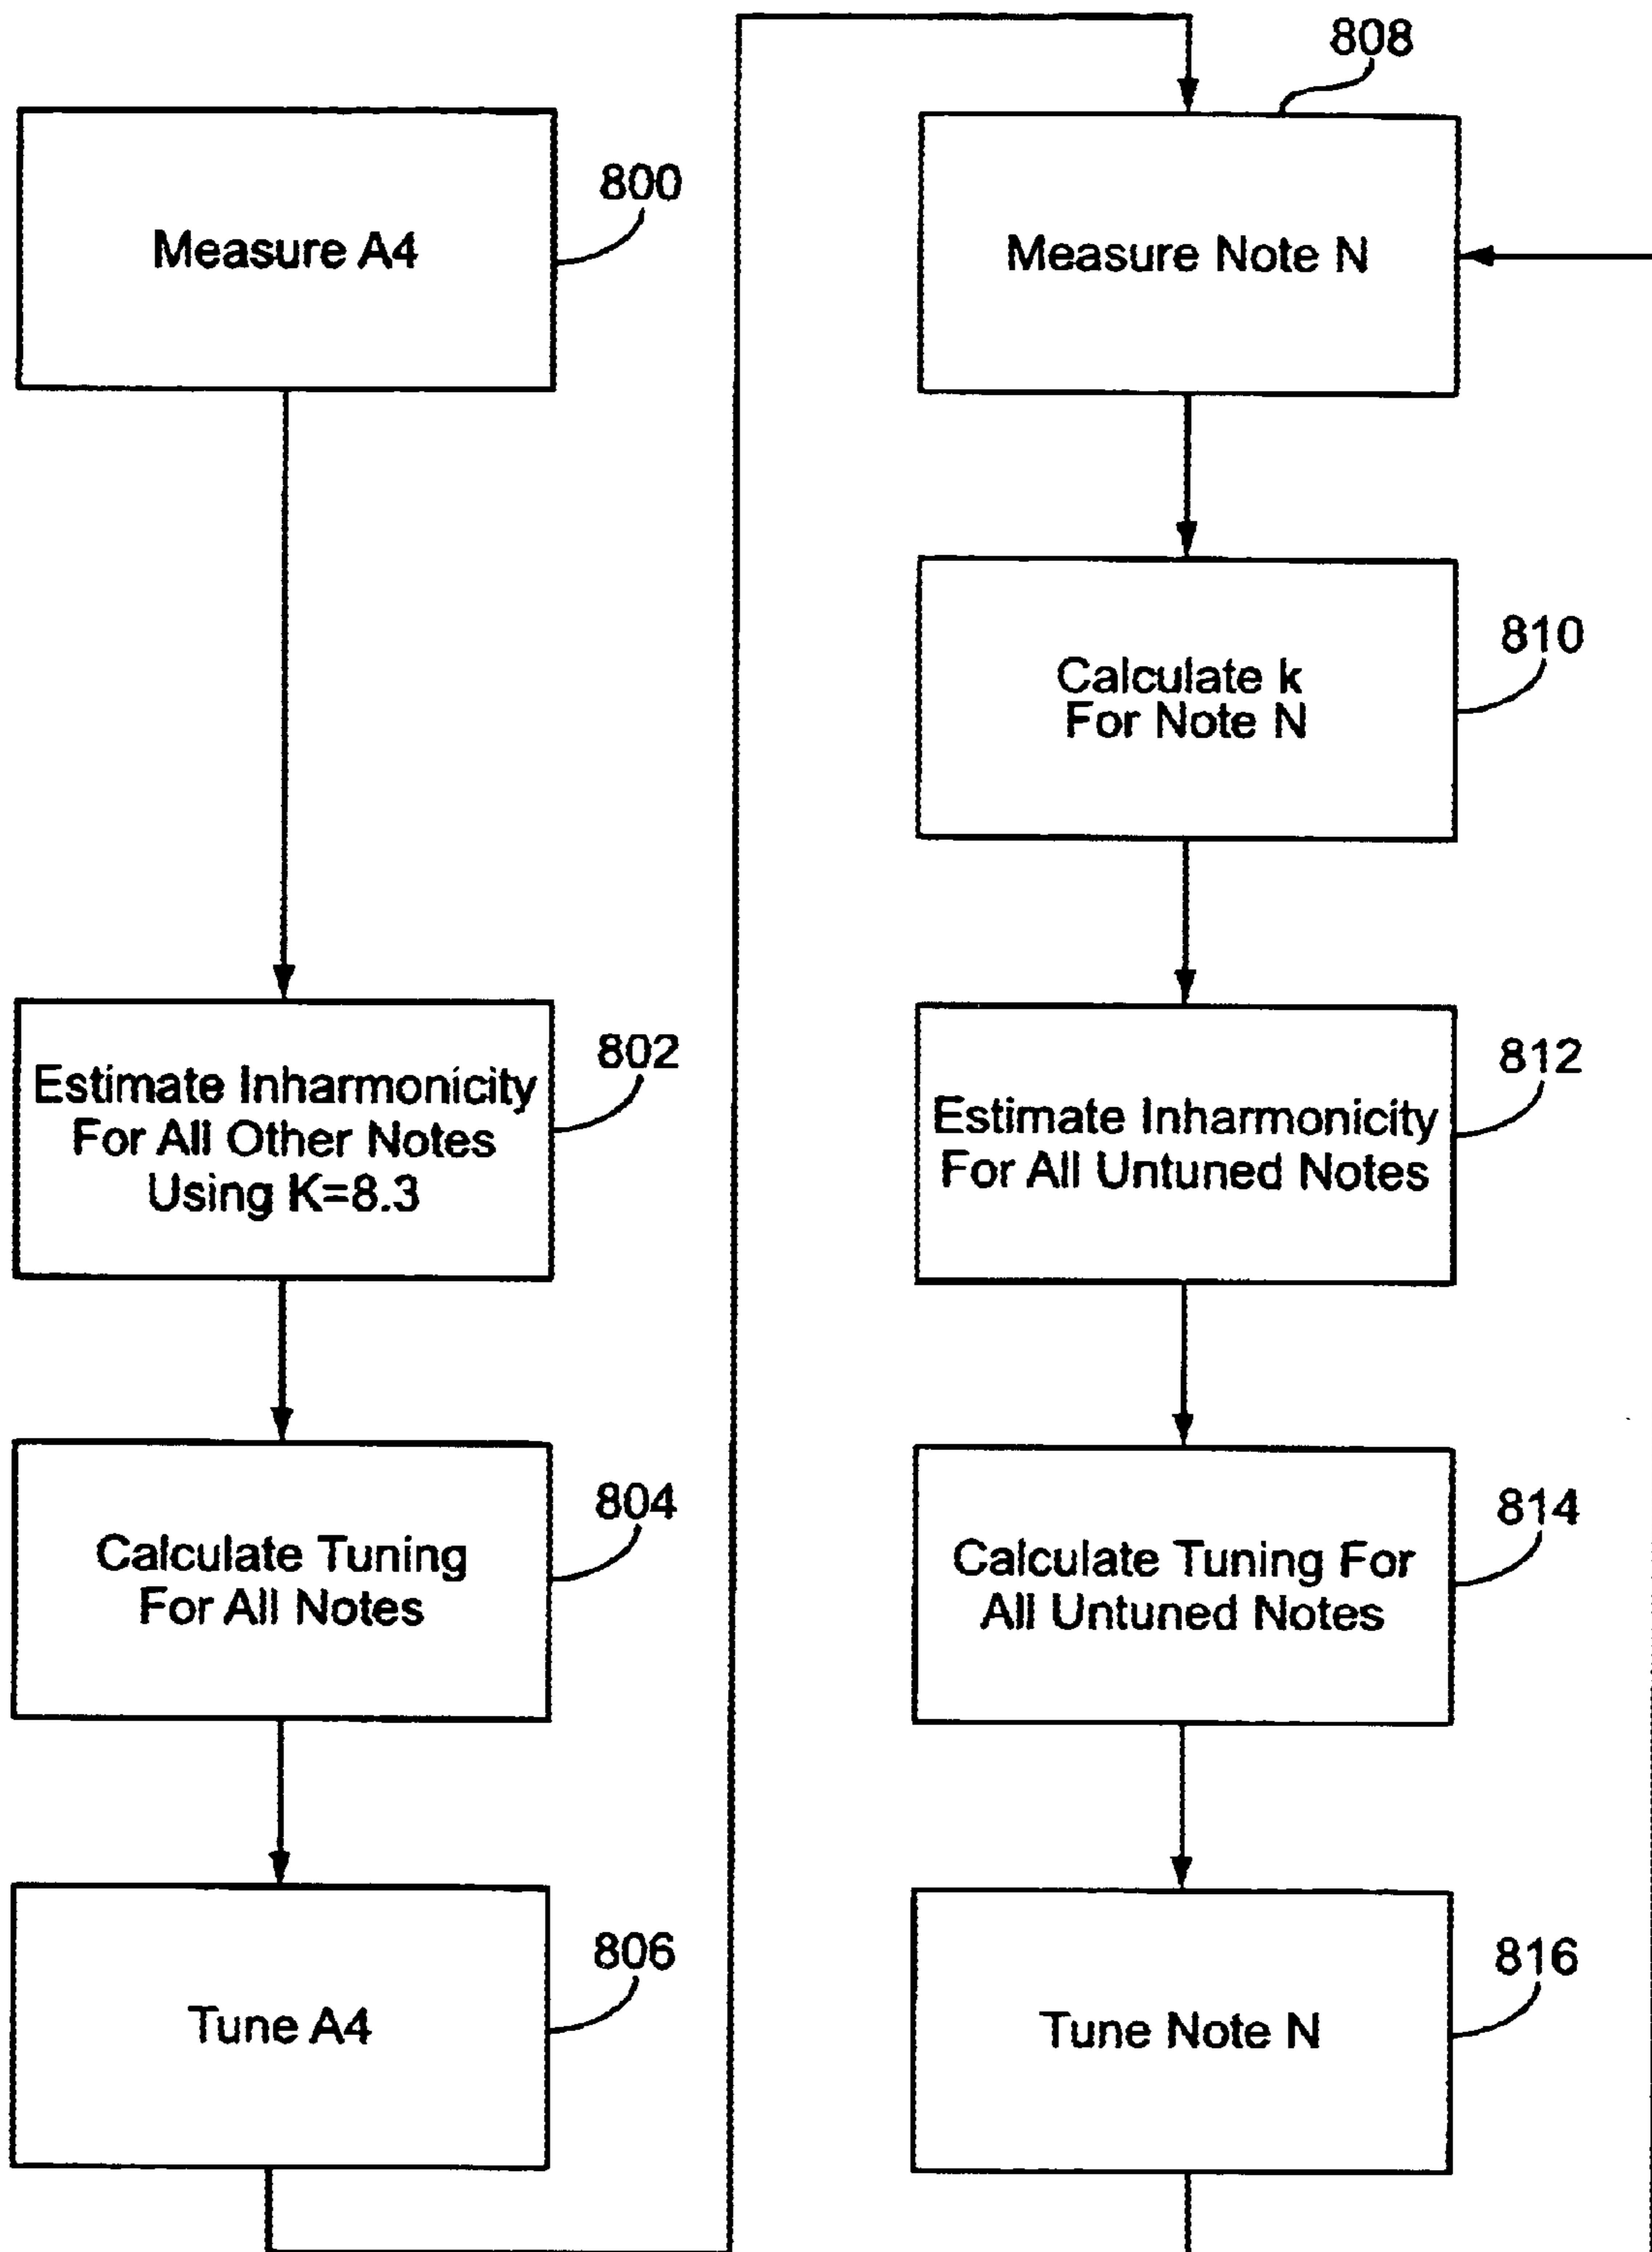 Measure A4
800
Estimate Inharmonicity
For All Other Notes
Using K=8.3
802
Calculate Tuning
For All Notes
804
Tune A4
806
808
Measure Note N
Calculate k
For Note N
810
Estimate Inharmonicity
For All Untuned Notes
812
Calculate Tuning For
All Untuned Notes
814
Tune Note N
816